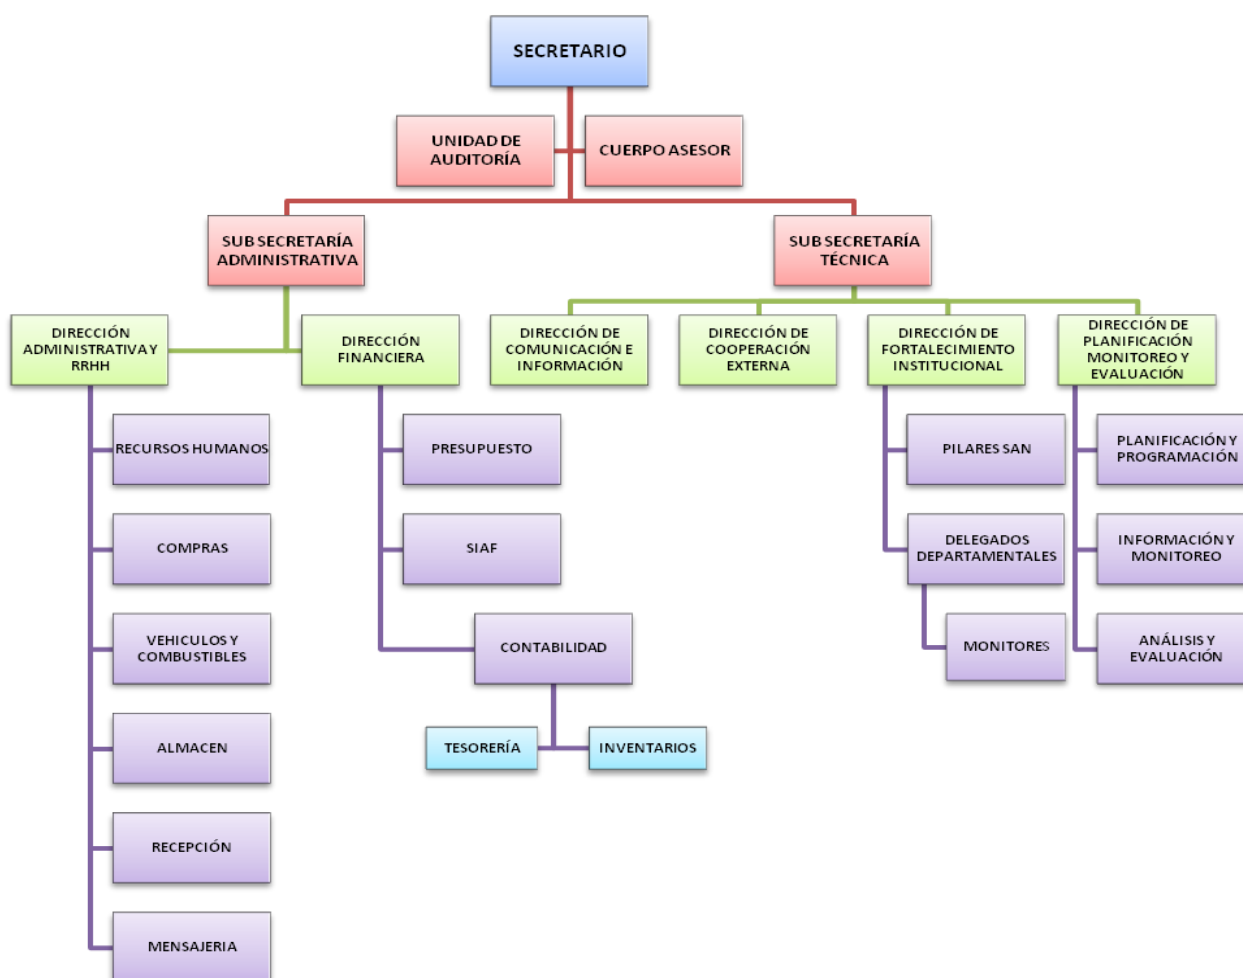 SECRETARIO
UNIDAD DE
AUDITORÍA
CUERPO ASESOR
SUB SECRETARÍA
ADMINISTRATIVA
SUB SECRETARÍA
TÉCNICA
DIRECCIÓN
ADMINISTRATIVA Y
RRHH
DIRECCIÓN
FINANCIERA
DIRECCIÓN DE
COMUNICACIÓN E
INFORMACIÓN
DIRECCIÓN DE
COOPERACIÓN
EXTERNA
DIRECCIÓN DE
FORTALECIMIENTO
INSTITUCIONAL
DIRECCIÓN DE
PLANIFICACIÓN
MONITOREO Y
EVALUACIÓN
RECURSOS HUMANOS
COMPRAS
VEHICULOS Y
COMBUSTIBLES
ALMACEN
RECEPCIÓN
MENSAJERIA
PRESUPUESTO
SIAF
CONTABILIDAD
TESORERÍA
INVENTARIOS
PILARES SAN
DELEGADOS
DEPARTAMENTALES
MONITORES
PLANIFICACIÓN Y
PROGRAMACIÓN
INFORMACIÓN Y
MONITOREO
ANÁLISIS Y
EVALUACIÓN